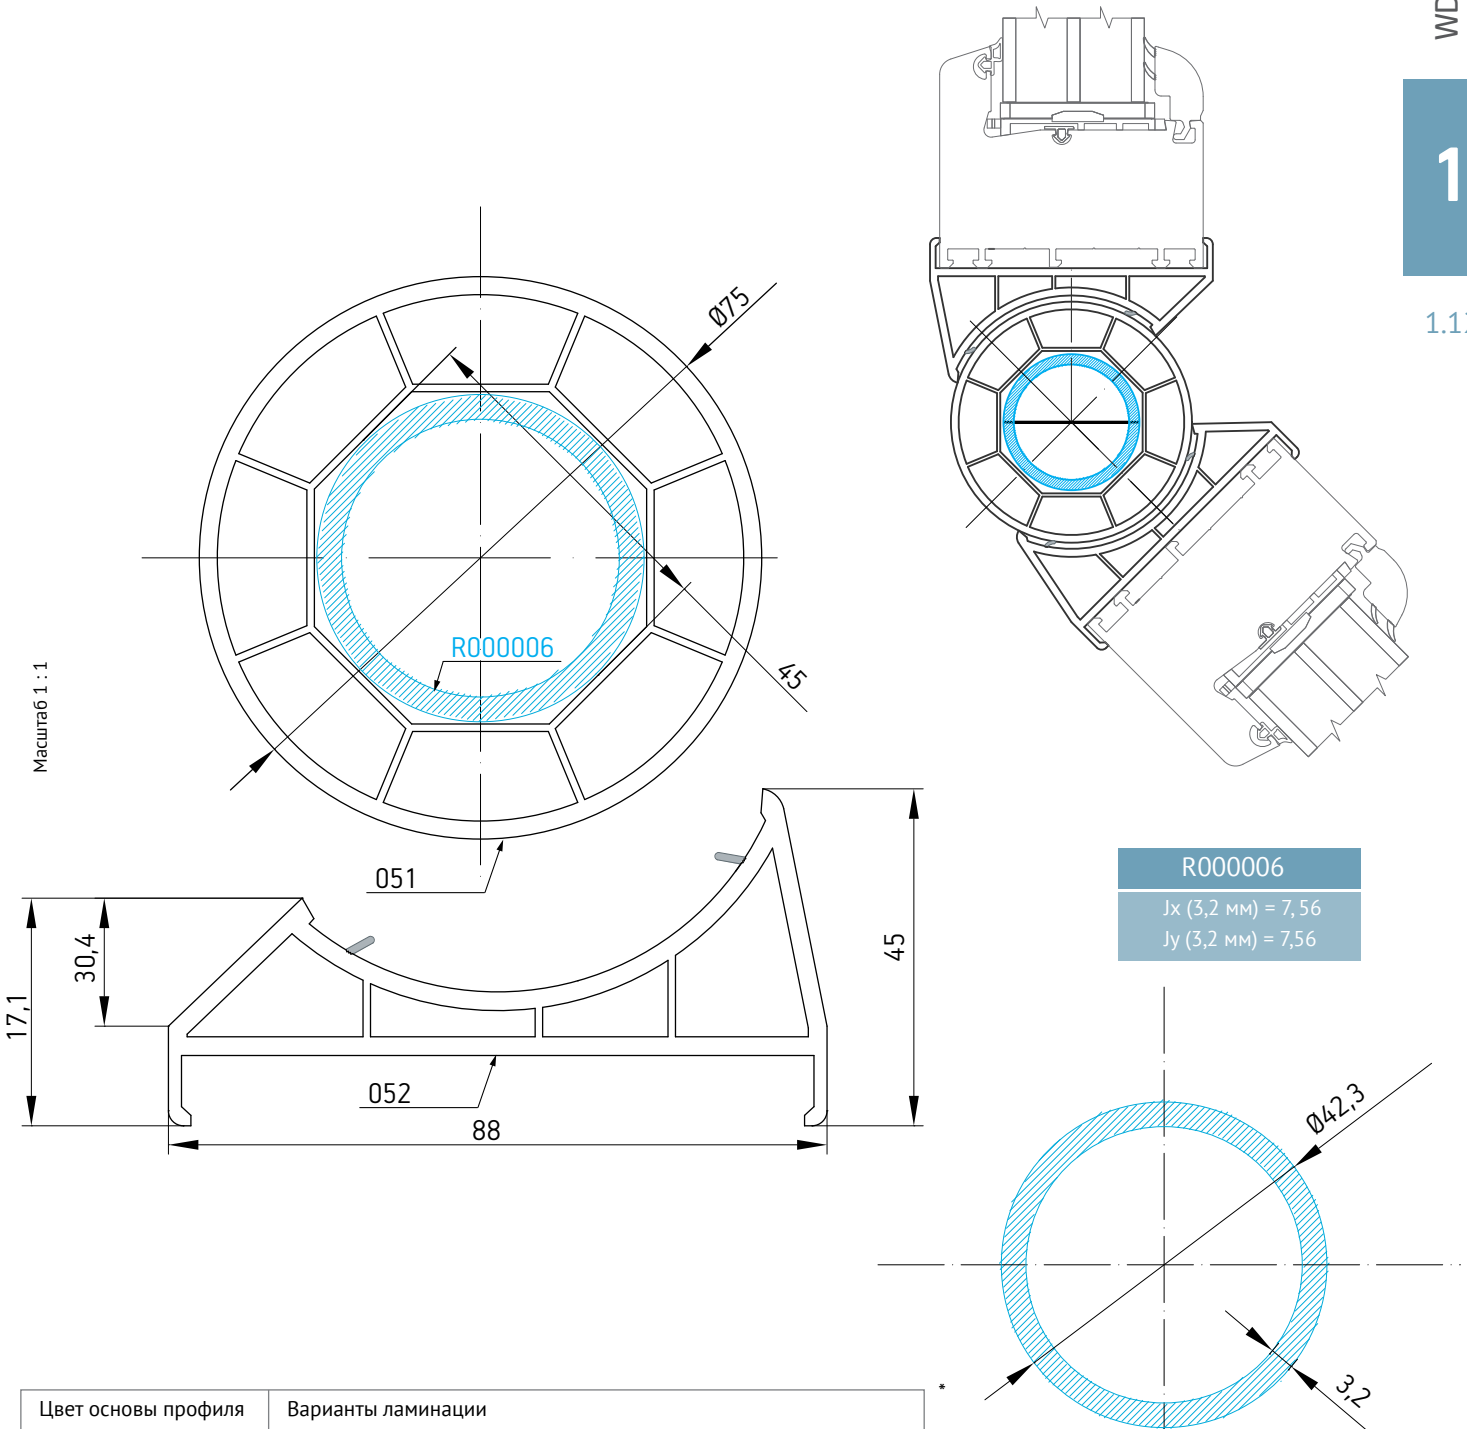 WD
1
1.1
Ø75
R000006
45
Масштаб 1 : 1
051
30,4
17,1
45
052
88
R000006
Jx (3,2 мм) = 7,56
Jy (3,2 мм) = 7,56
Ø42,3
3,2
*
Цвет основы профиля
Варианты ламинации